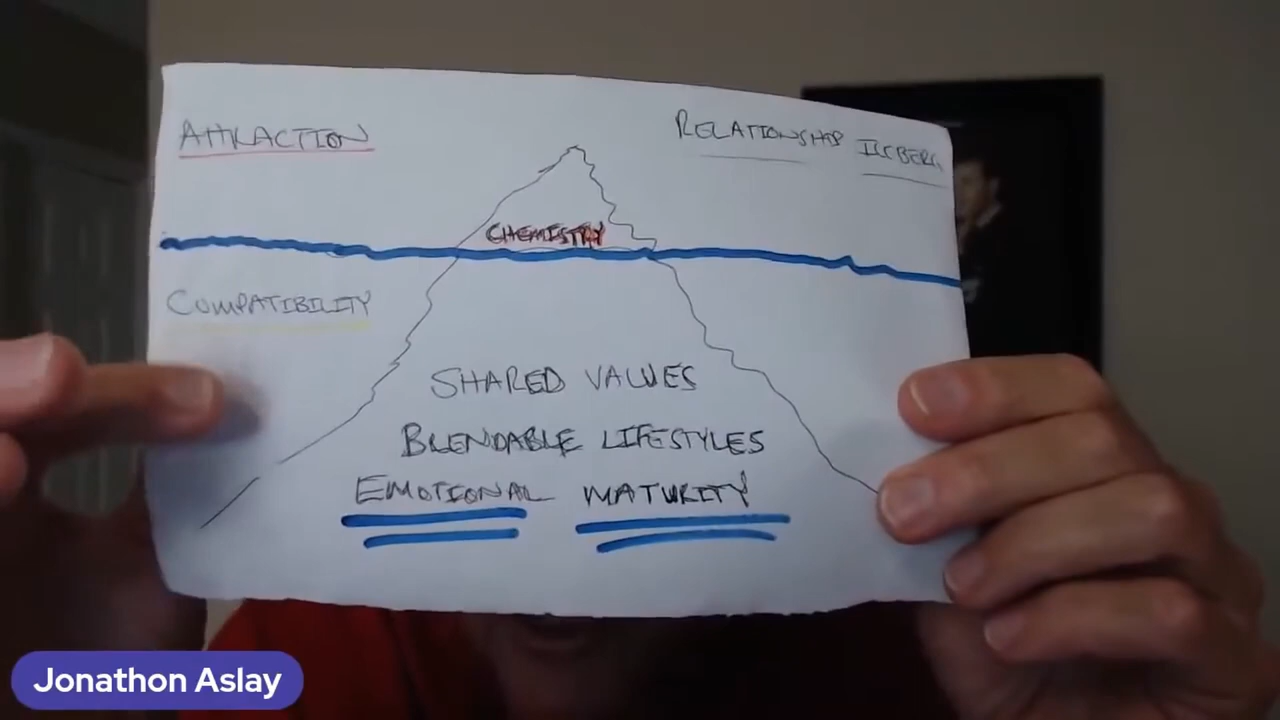 ATTRACTION
RELATIONSHIP ICEBERG
CHEMISTRY
COMPATIBILITY
SHARED VALUES
BLENDABLE LIFESTYLES
EMOTIONAL MATURITY
Jonathon Aslay